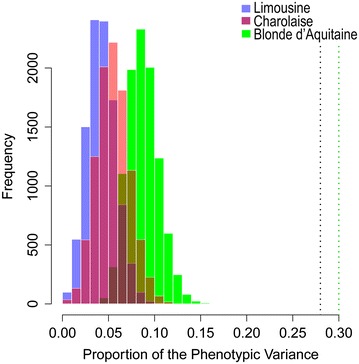 Limousine
Charolaise
Blonde d'Aquitaine
Frequency
2000
1500
1000
500
0
0.00 0.05 0.10 0.15 0.20 0.25 0.30
Proportion of the Phenotypic Variance